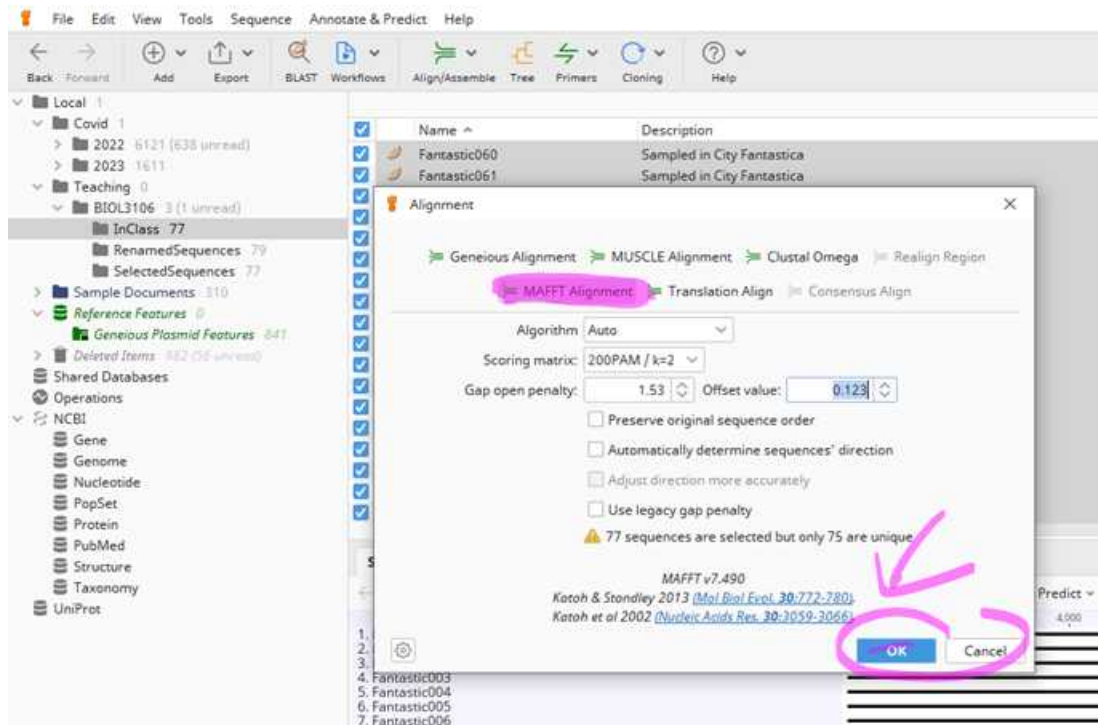 File Edit View Tools Sequence Annotate & Predict Help
Back Forward Add Export BLAST Workflows Align/Assemble Tree Primers Cloning Help
Local 1
Covid 1
2022 6121 (638 unread)
2023 1611
Teaching 0
BIOL3106 3 (1 unread)
InClass 77
RenamedSequences 79
SelectedSequences 77
Sample Documents 310
Reference Features 0
Geneious Plasmid Features 841
Deleted Items
Shared Databases
Operations
NCBI
Gene
Genome
Nucleotide
PopSet
Protein
PubMed
Structure
Taxonomy
UniProt
Name Description
Fantastic060 Sampled in City Fantastica
Fantastic061 Sampled in City Fantastica
Alignment
Geneious Alignment MUSCLE Alignment Clustal Omega Realign Region
MAFFT Alignment Translation Align Consensus Align
Algorithm Auto
Scoring matrix: 200PAM / k=2
Gap open penalty: 1.53 Offset value: 0.123
Preserve original sequence order
Automatically determine sequences' direction
Adjust direction more accurately
Use legacy gap penalty
77 sequences are selected but only 75 are unique
MAFFT v7.490
Katoh & Standley 2013 (Mol Biol Evol. 30:772-780).
Katoh et al 2002 (Nucleic Acids Res. 30:3059-3066).
OK Cancel
Predict
4,000
1.
2.
3.
4. Fantastic003
5. Fantastic004
6. Fantastic005
7. Fantastic006